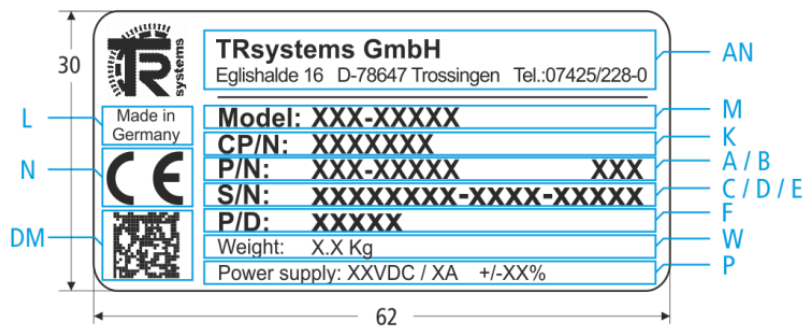 30
TR
systems
TRsystems GmbH
Eglishalde 16 D-78647 Trossingen Tel.:07425/228-0
AN
L
Made in
Germany
Model: XXX-XXXXX
M
CP/N: XXXXXXX
K
N
CE
P/N: XXX-XXXXX XXX
A / B
S/N: XXXXXXXX-XXXX-XXXXX
C / D / E
DM
P/D: XXXXX
F
Weight: X.X Kg
W
Power supply: XXVDC / XA +/-XX%
P
62